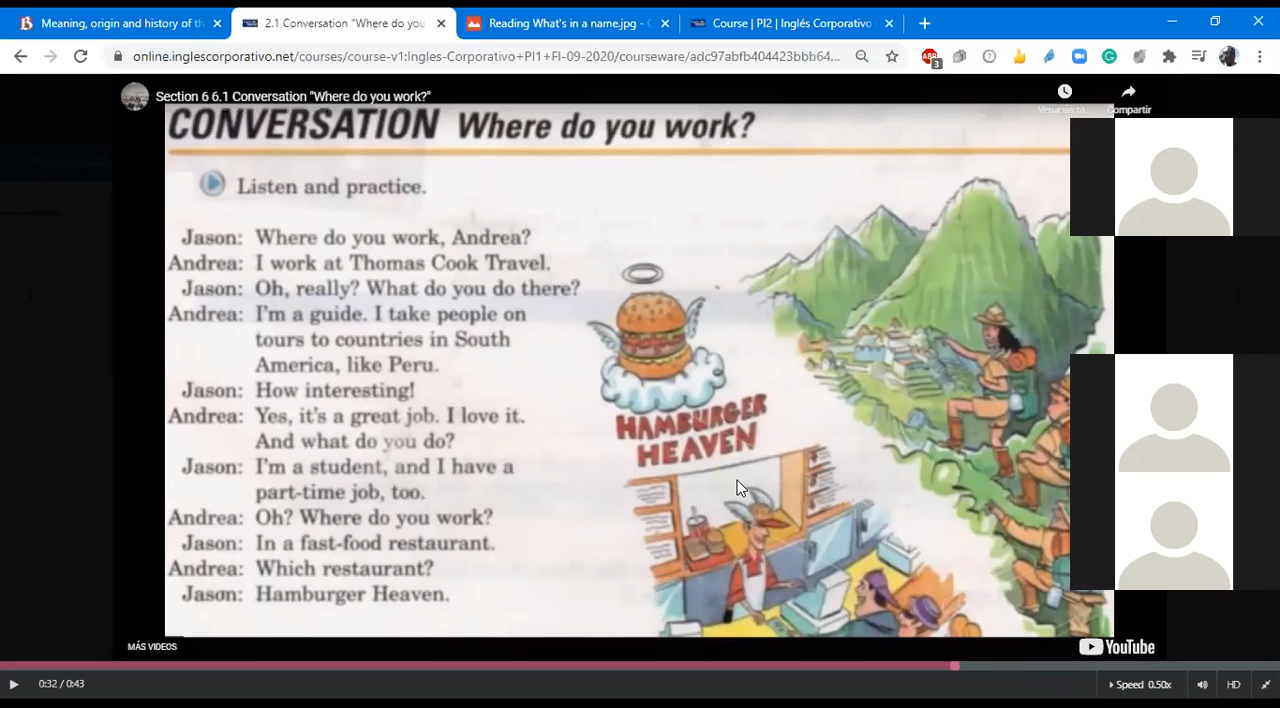 Meaning, origin and history of th
2.1 Conversation "Where do you
Reading What's in a name.jpg - G
Course | PI2 | Inglés Corporativo
online.inglescorporativo.net/courses/course-v1:Ingles-Corporativo+PI1+FI-09-2020/courseware/adc97abfb404423bbb64...
ABP
3
Section 6 6.1 Conversation "Where do you work?"
Compartir
CONVERSATION Where do you work?
Listen and practice.
Jason: Where do you work, Andrea?
Andrea: I work at Thomas Cook Travel.
Jason: Oh, really? What do you do there?
Andrea: I'm a guide. I take people on
tours to countries in South
America, like Peru.
Jason: How interesting!
Andrea: Yes, it's a great job. I love it.
And what do you do?
Jason: I'm a student, and I have a
part-time job, too.
Andrea: Oh? Where do you work?
Jason: In a fast-food restaurant.
Andrea: Which restaurant?
Jason: Hamburger Heaven.
HAMBURGER
HEAVEN
MÁS VIDEOS
YouTube
0:32 / 0:43
Speed 0.50x
HD